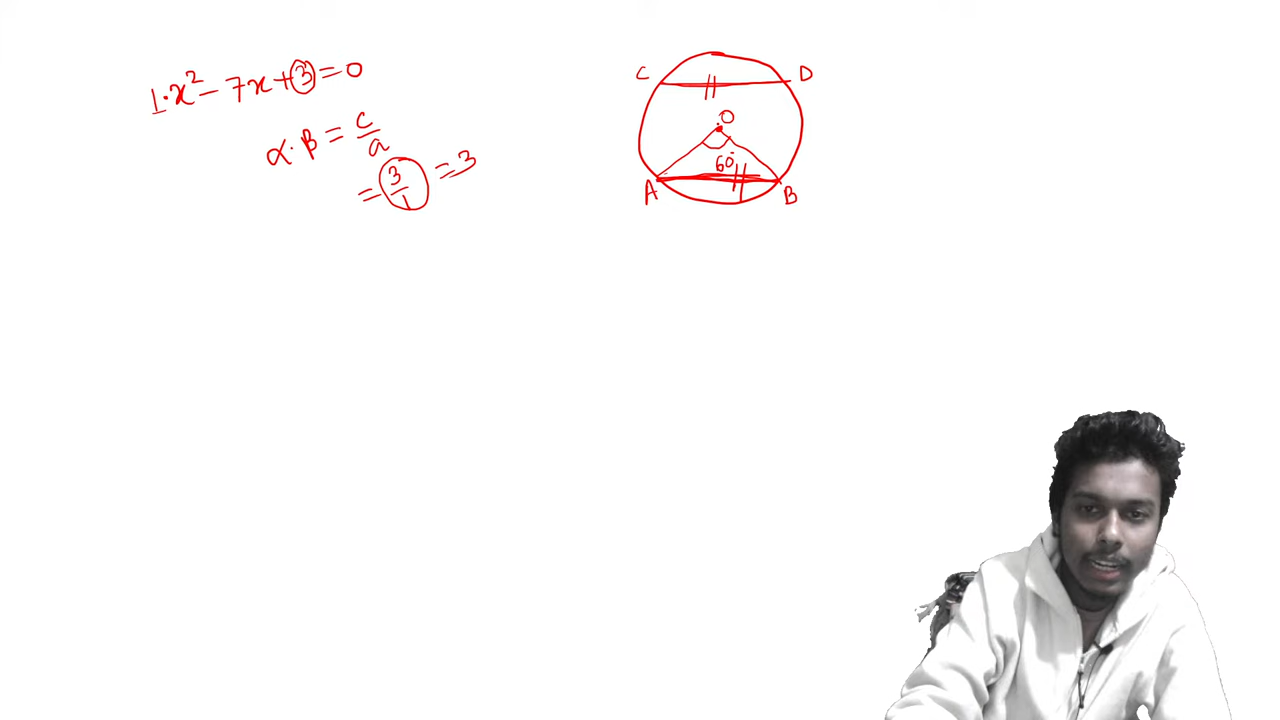 1·x² - 7x + 3 = 0
α·β = c/a
= 3/1 = 3
C D
O
60°
A B